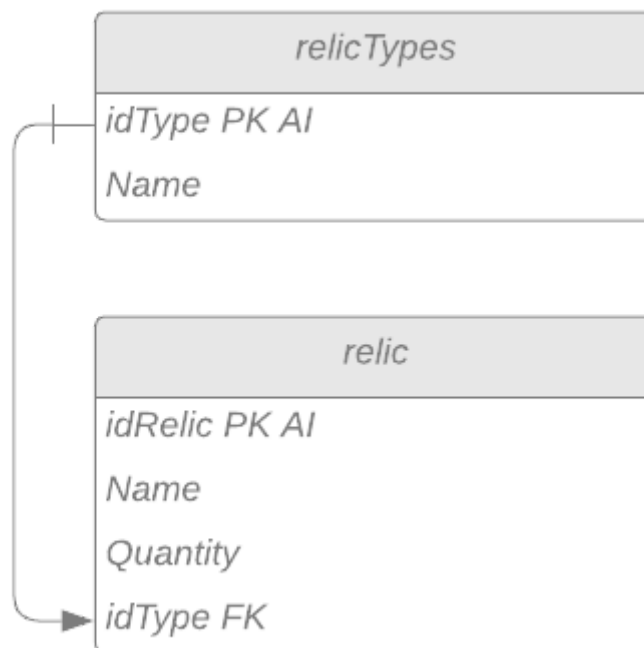 relicTypes
idType PK AI
Name
relic
idRelic PK AI
Name
Quantity
idType FK